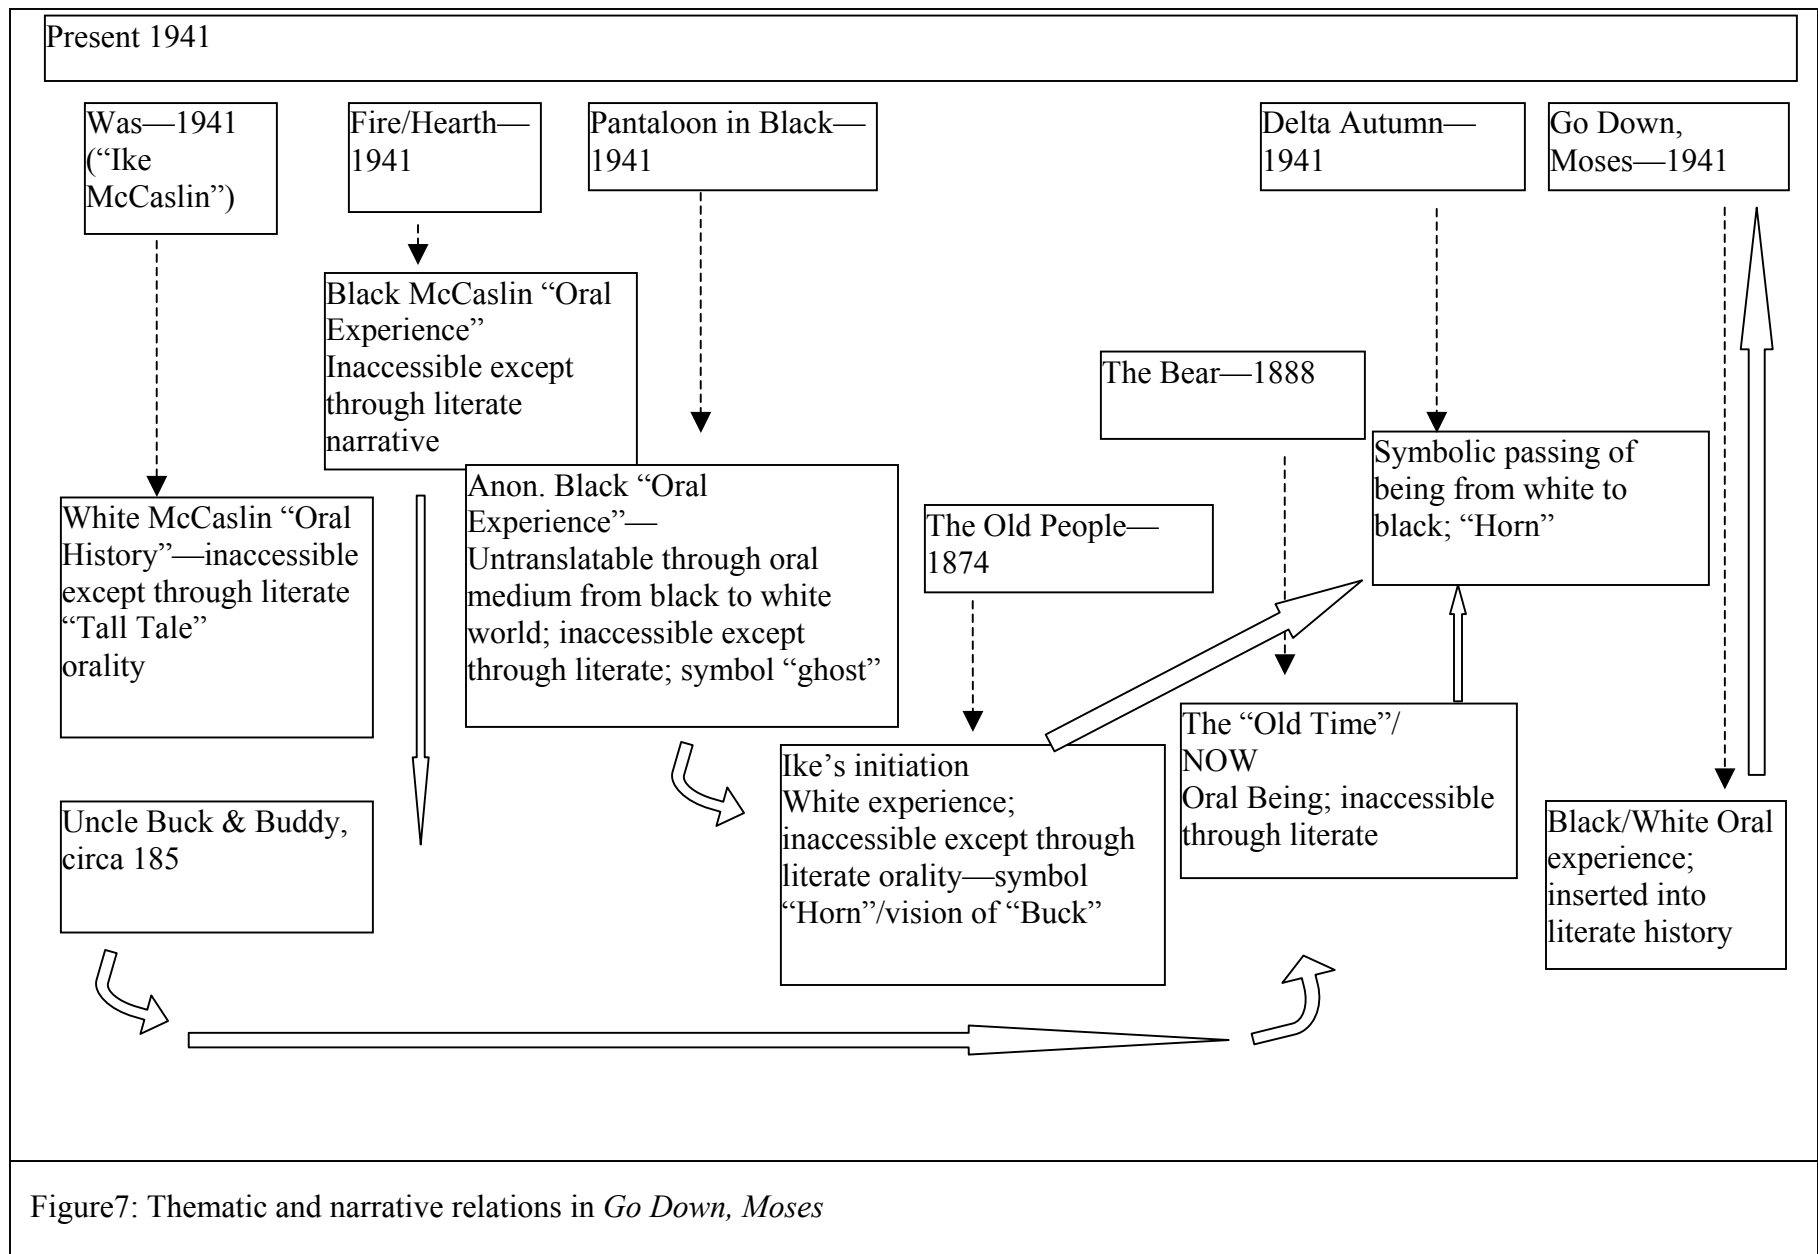 Present 1941
Was—1941
(“Ike
McCaslin”)
Fire/Hearth—
1941
Pantaloon in Black—
1941
Delta Autumn—
1941
Go Down,
Moses—1941
Black McCaslin “Oral
Experience”
Inaccessible except
through literate
narrative
The Bear—1888
White McCaslin “Oral
History”—inaccessible
except through literate
“Tall Tale”
orality
Anon. Black “Oral
Experience”—
Untranslatable through oral
medium from black to white
world; inaccessible except
through literate; symbol “ghost”
The Old People—
1874
Symbolic passing of
being from white to
black; “Horn”
Uncle Buck & Buddy,
circa 185
Ike’s initiation
White experience;
inaccessible except through
literate orality—symbol
“Horn”/vision of “Buck”
The “Old Time”/
NOW
Oral Being; inaccessible
through literate
Black/White Oral
experience;
inserted into
literate history
Figure7: Thematic and narrative relations in Go Down, Moses